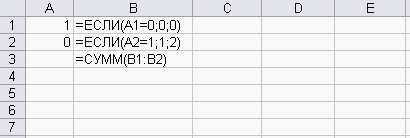 A B C D E
1 1 =ЕСЛИ(A1=0;0;0)
2 0 =ЕСЛИ(A2=1;1;2)
3 =СУММ(B1:B2)
4
5
6
7